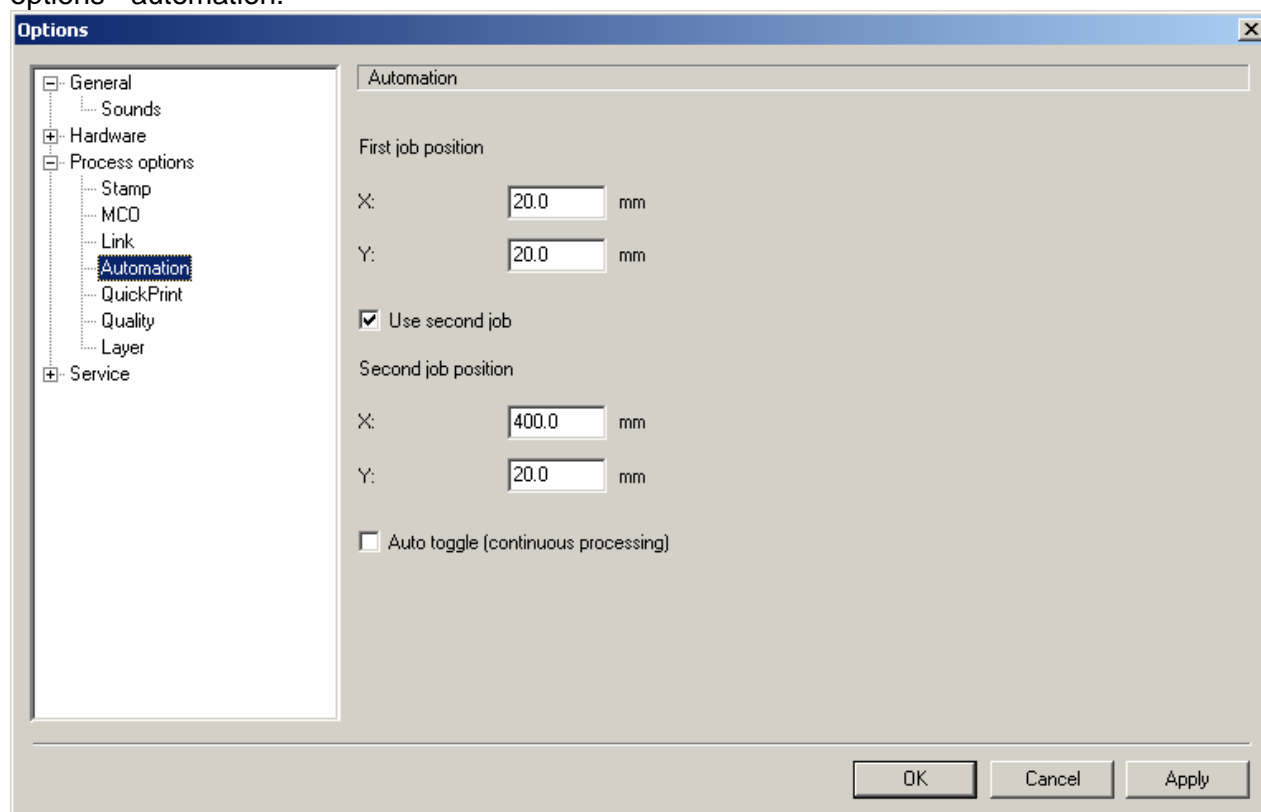 options - automation.
Options
General
Sounds
Hardware
Process options
Stamp
MCO
Link
Automation
QuickPrint
Quality
Layer
Service
Automation
First job position
X: 20.0 mm
Y: 20.0 mm
Use second job
Second job position
X: 400.0 mm
Y: 20.0 mm
Auto toggle (continuous processing)
OK Cancel Apply